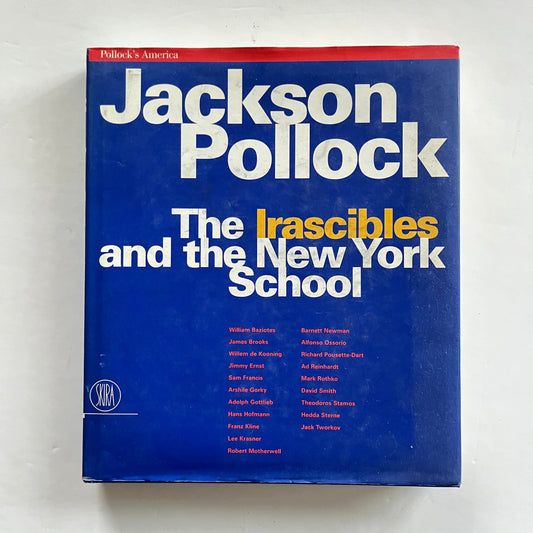 Pollock's America
Jackson
Pollock
The Irascibles
and the New York
School
William Baziotes
James Brooks
Willem de Kooning
Jimmy Ernst
Sam Francis
Arshile Gorky
Adolph Gottlieb
Hans Hofmann
Franz Kline
Lee Krasner
Robert Motherwell
Barnett Newman
Alfonso Ossorio
Richard Pousette-Dart
Ad Reinhardt
Mark Rothko
David Smith
Theodoros Stamos
Hedda Sterne
Jack Tworkov
SKIRA